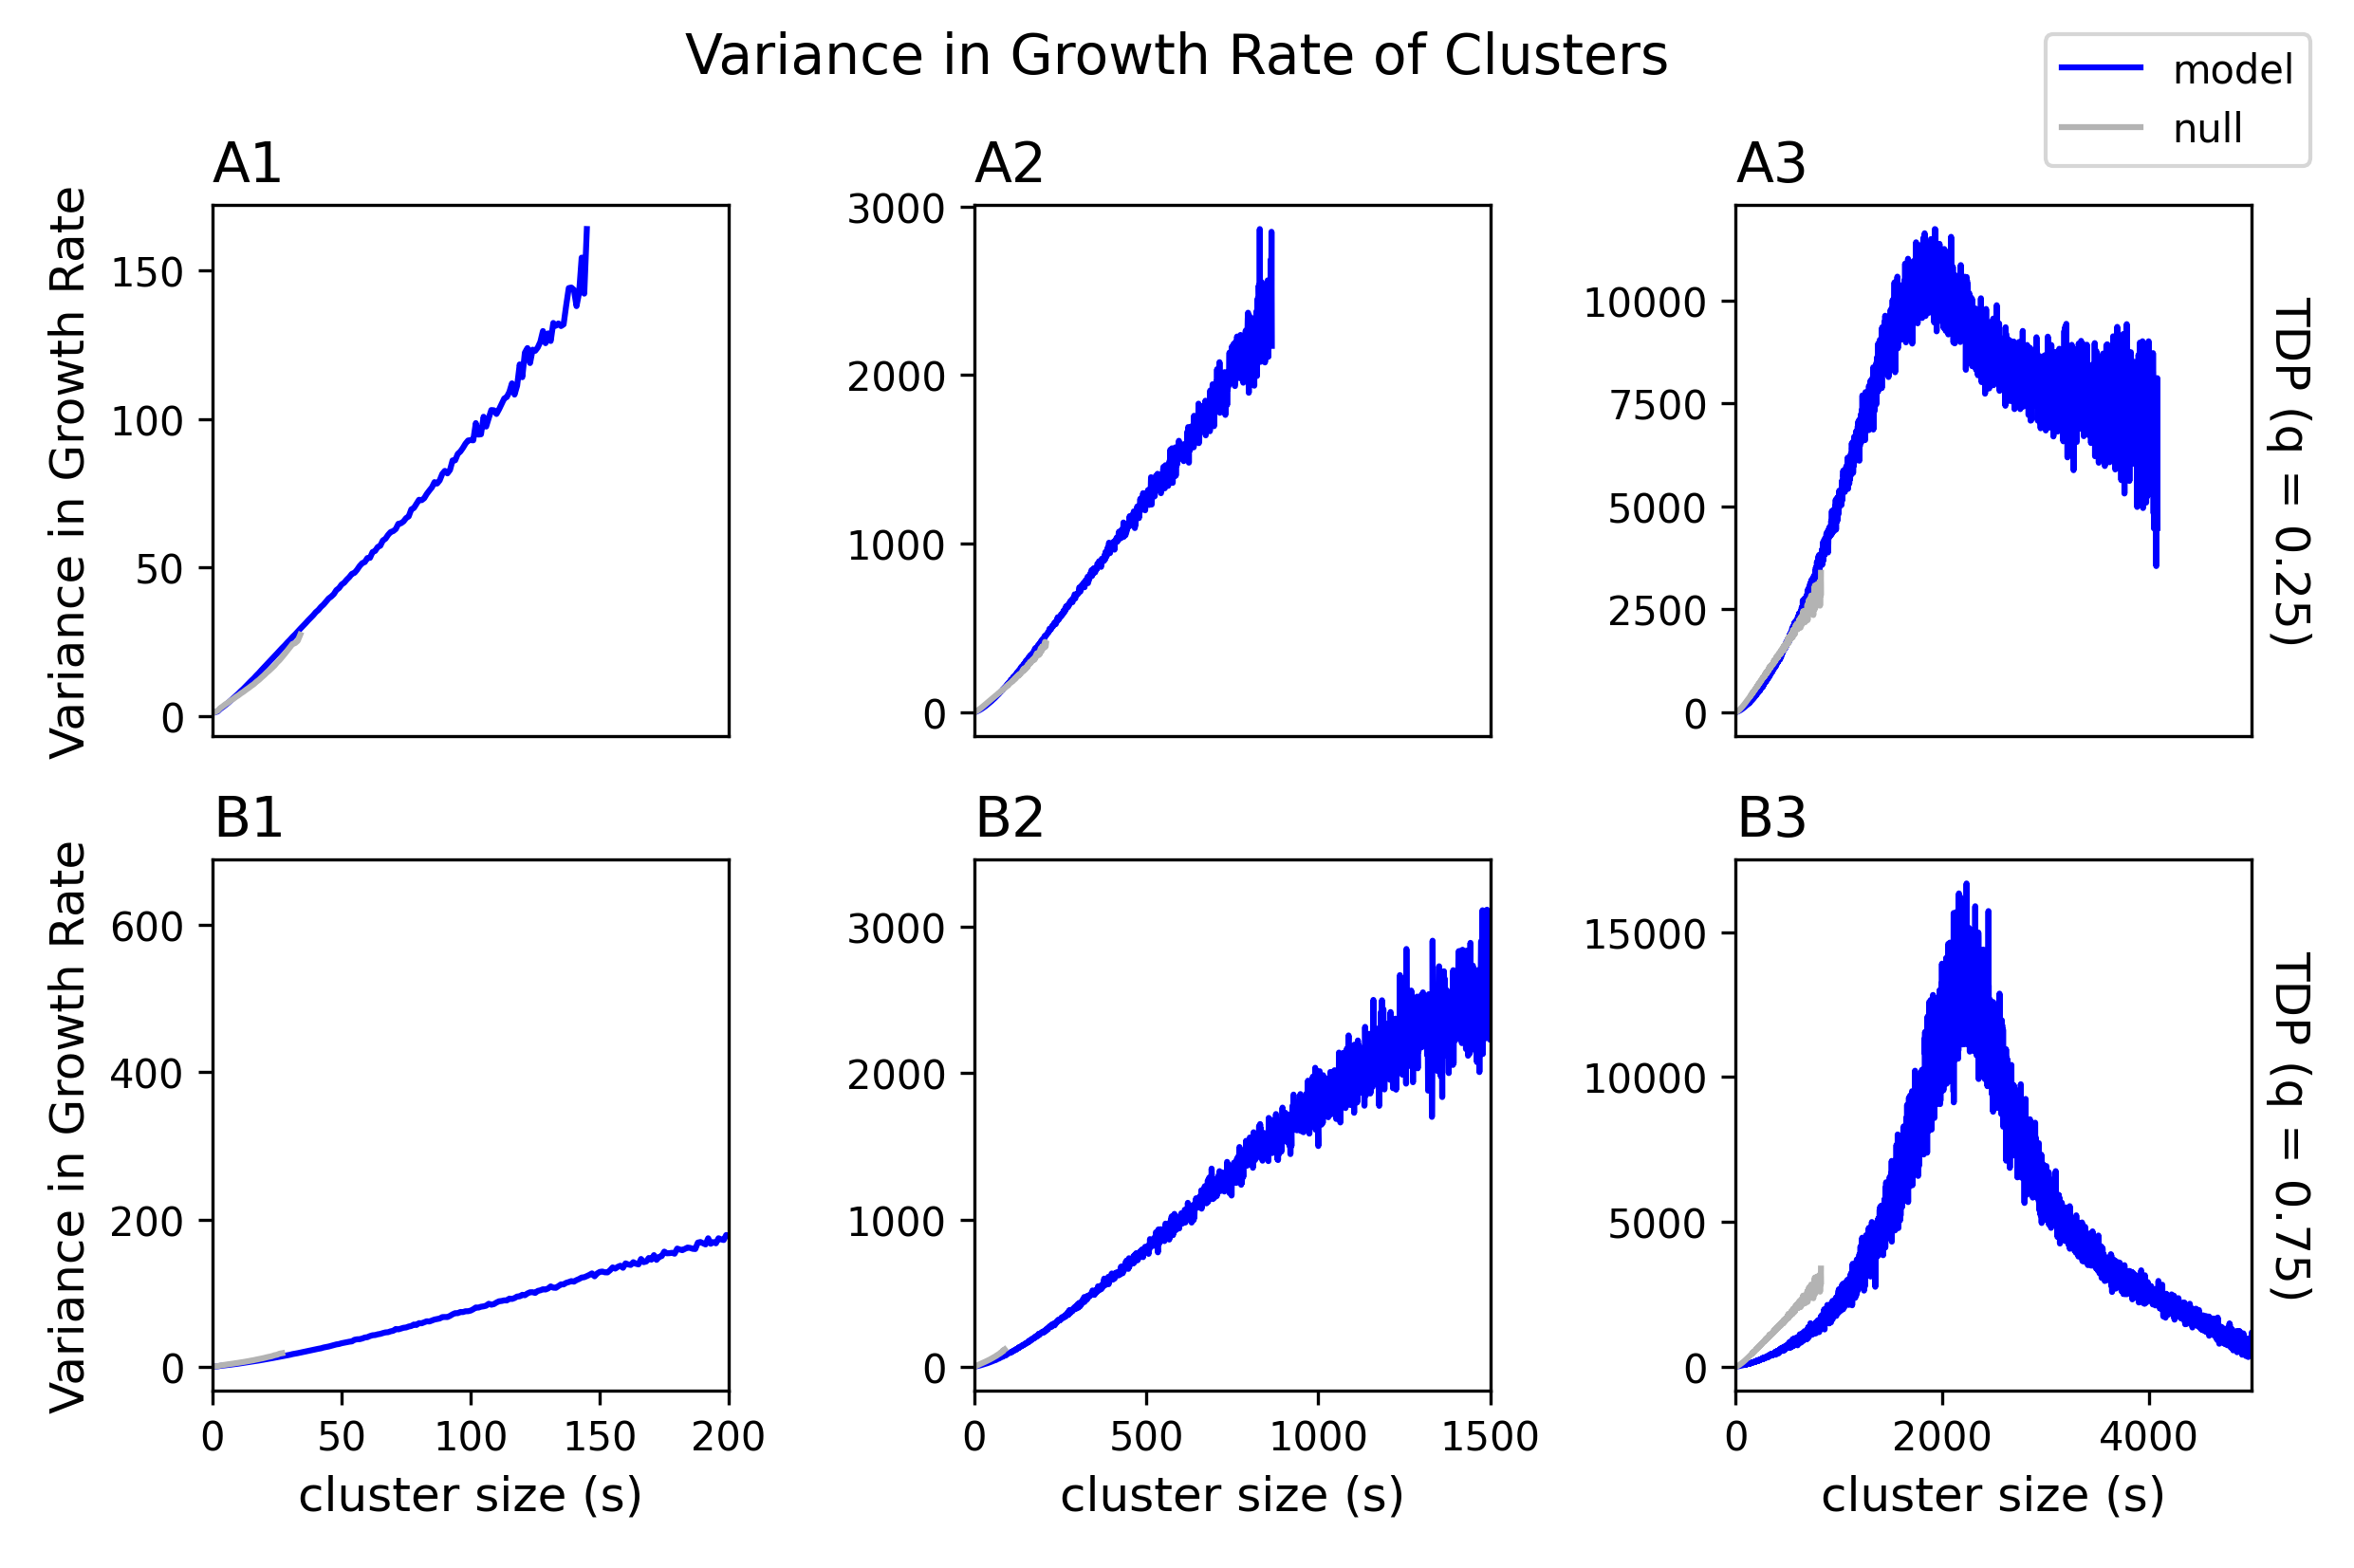 Variance in Growth Rate of Clusters
model
null
A1
A2
A3
Variance in Growth Rate
150
100
50
0
3000
2000
1000
0
10000
7500
5000
2500
0
TDP (q = 0.25)
B1
B2
B3
Variance in Growth Rate
600
400
200
0
3000
2000
1000
0
15000
10000
5000
0
TDP (q = 0.75)
0 50 100 150 200
0 500 1000 1500
0 2000 4000
cluster size (s)
cluster size (s)
cluster size (s)